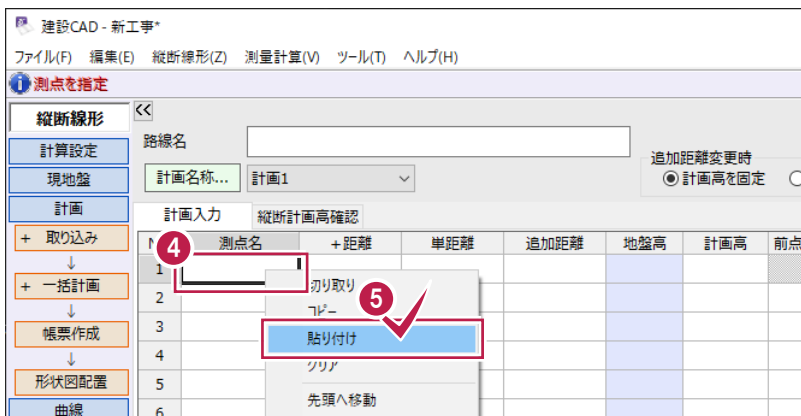 建設CAD - 新工事*
ファイル(F) 編集(E) 縦断線形(Z) 測量計算(V) ツール(T) ヘルプ(H)
測点を指定
縦断線形
計算設定
現地盤
計画
+ 取り込み
↓
+ 一括計画
↓
帳票作成
↓
形状図配置
曲線
<<
路線名
追加距離変更時
計画名称... 計画1
計画高を固定
計画入力 縦断計画高確認
測点名 +距離 単距離 追加距離 地盤高 計画高 前点
4
1
2
3
4
5
6
切り取り
コピー
5
貼り付け
クリア
先頭へ移動